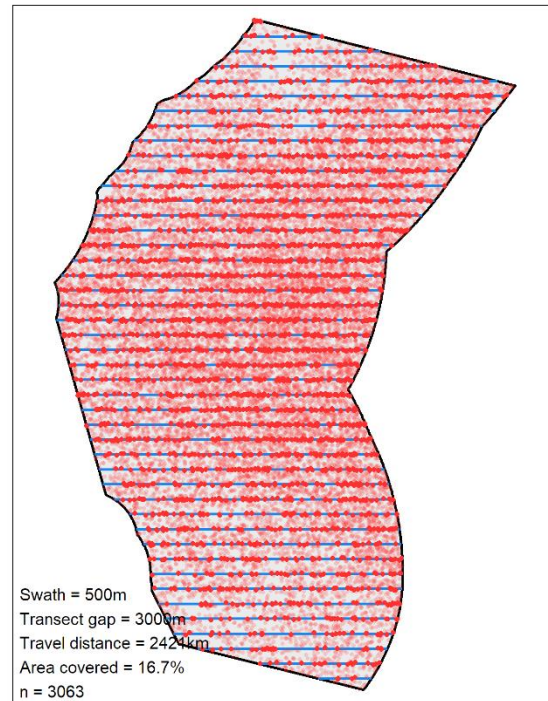 Swath = 500m
Transect gap = 3000m
Travel distance = 2421km
Area covered = 16.7%
n = 3063